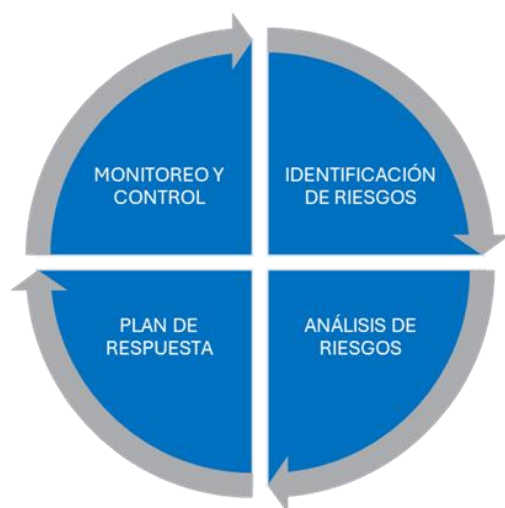 MONITOREO Y
CONTROL
IDENTIFICACIÓN
DE RIESGOS
PLAN DE
RESPUESTA
ANÁLISIS DE
RIESGOS